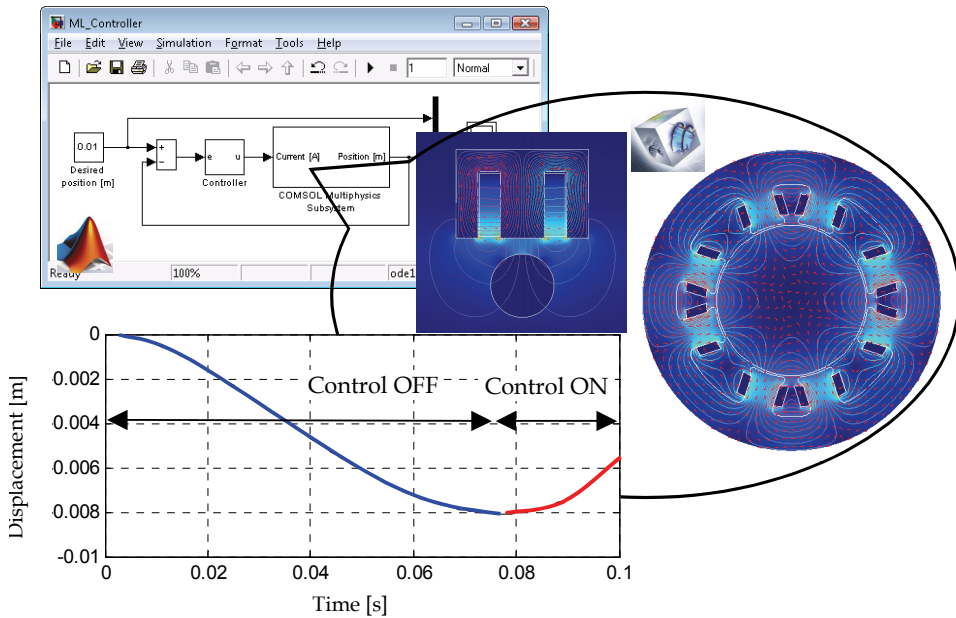 ML_Controller
File Edit View Simulation Format Tools Help
1 Normal
0.01
Desired
position [m]
+
−
e u
Controller
Current [A] Position [m]
COMSOL Multiphysics
Subsystem
Ready 100% ode1
Displacement [m]
0
-0.002
-0.004
-0.006
-0.008
-0.01
Control OFF Control ON
0 0.02 0.04 0.06 0.08 0.1
Time [s]